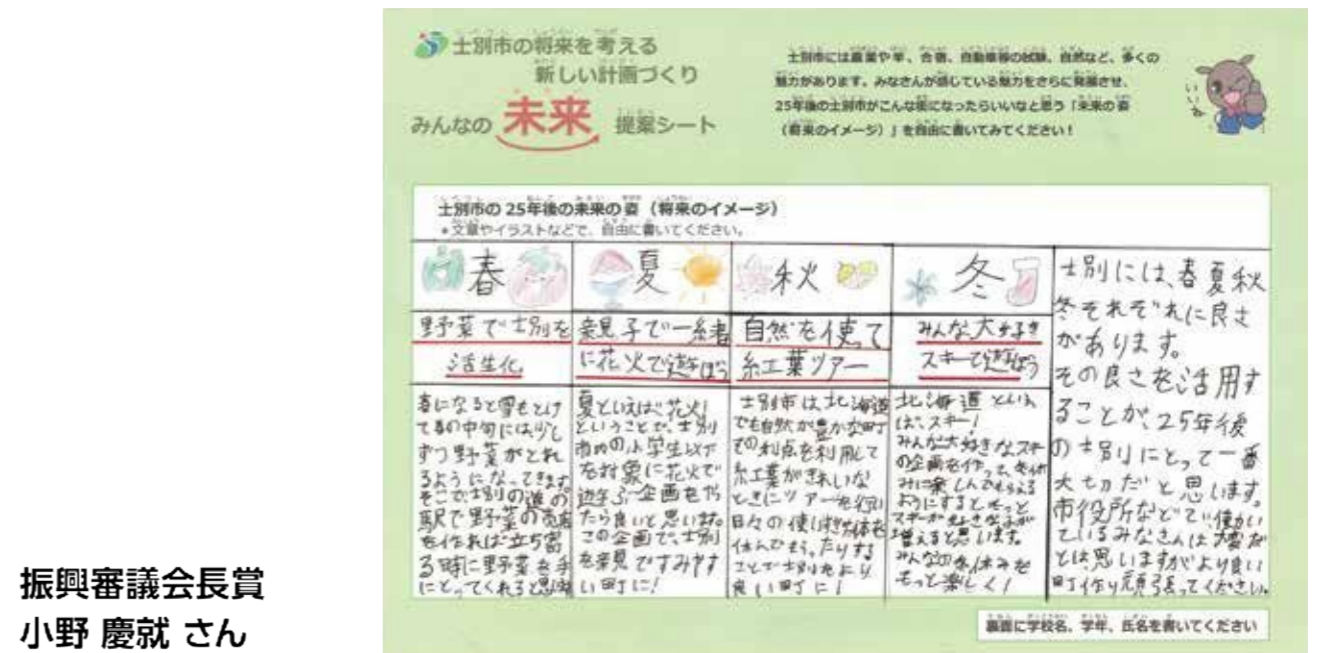 士別市の将来を考える
新しい計画づくり
みんなの 未来 提案シート
士別市には農業や羊、合宿、自動車等の試験、自然など、多くの
魅力があります。みなさんが感じている魅力をさらに発展させ、
25年後の士別市がこんな街になったらいいなと思う「未来の姿
（将来のイメージ）」を自由に書いてみてください！
いいね
士別市の25年後の未来の姿（将来のイメージ）
*文章やイラストなどで、自由に書いてください。
春
野菜で士別を
活生化
春になると雪もとけ
て春の中旬には少し
ずつ野菜がとれ
るようになってきます
そこで士別の道の
駅で野菜の売店
を作れば立ち寄
る時に野菜を手
にとってくれると思
夏
親子で一緒
に花火で遊ぼう
夏といえば花火！
ということで、士別
市内の小学生以下
を対象に花火で
遊ぶ企画をや
たら良いと思います。
この企画で、士別
を発見ですみやす
い町に！
秋
自然を使て
紅葉ツアー
士別市は北海道
でも自然が豊かな町
その利点を利用して
紅葉がきれいな
ときにツアーを行い
日々の使い体を
休んでもらったりする
ことで士別をより
良い町に！
冬
みんな大好き
スキーで遊ぼう
北海道といえ
ば、スキー！
みんな大好きなスキー
の企画を作って、冬休
みに楽しんでもらえる
ようにするともっと
スキーが好きな子が
増えると思います。
みんなの冬休みを
もっと楽しく！
士別には、春夏秋
冬それぞれに良さ
があります。
その良さを活用す
ることが、25年後
の士別にとって一番
大切だと思います。
市役所などで働い
ているみなさんは大変だ
とは思いますがより良い
町作り頑張ってください。
裏面に学校名、学年、氏名を書いてください
振興審議会長賞
小野 慶就 さん